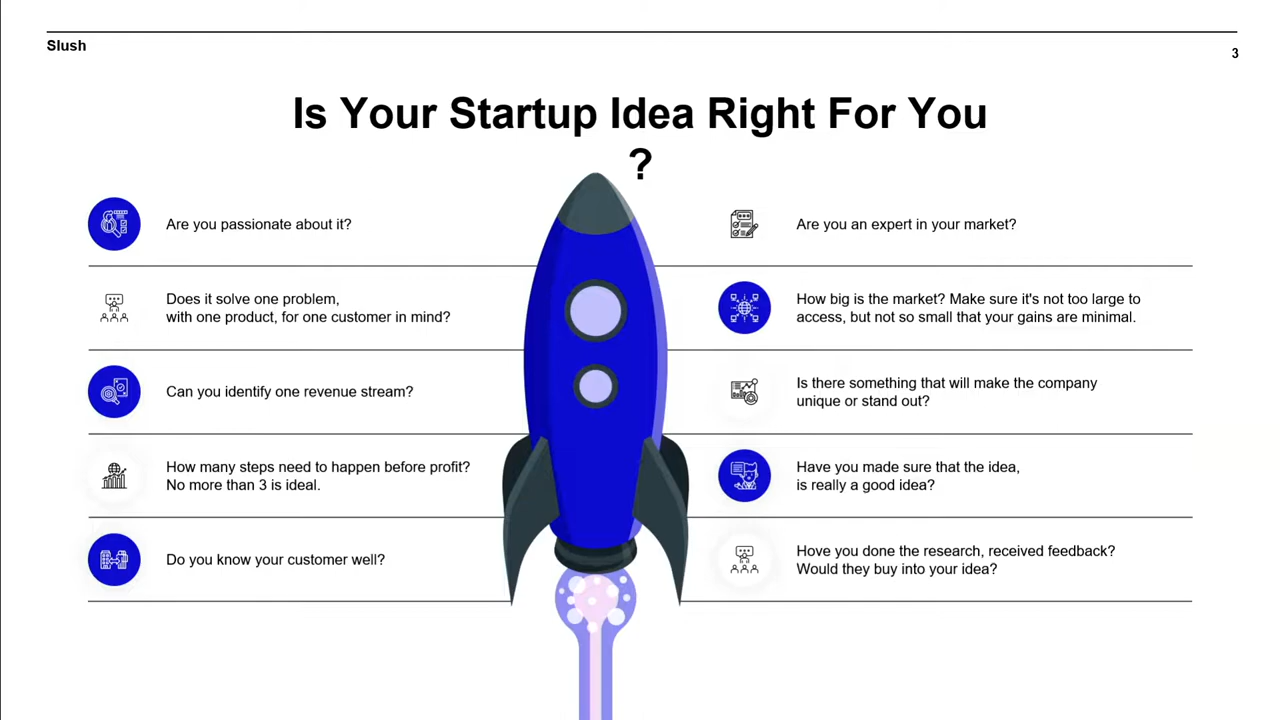 Slush
3
Is Your Startup Idea Right For You
?
Are you passionate about it?
Does it solve one problem,
with one product, for one customer in mind?
Can you identify one revenue stream?
How many steps need to happen before profit?
No more than 3 is ideal.
Do you know your customer well?
Are you an expert in your market?
How big is the market? Make sure it's not too large to
access, but not so small that your gains are minimal.
Is there something that will make the company
unique or stand out?
Have you made sure that the idea,
is really a good idea?
Hove you done the research, received feedback?
Would they buy into your idea?